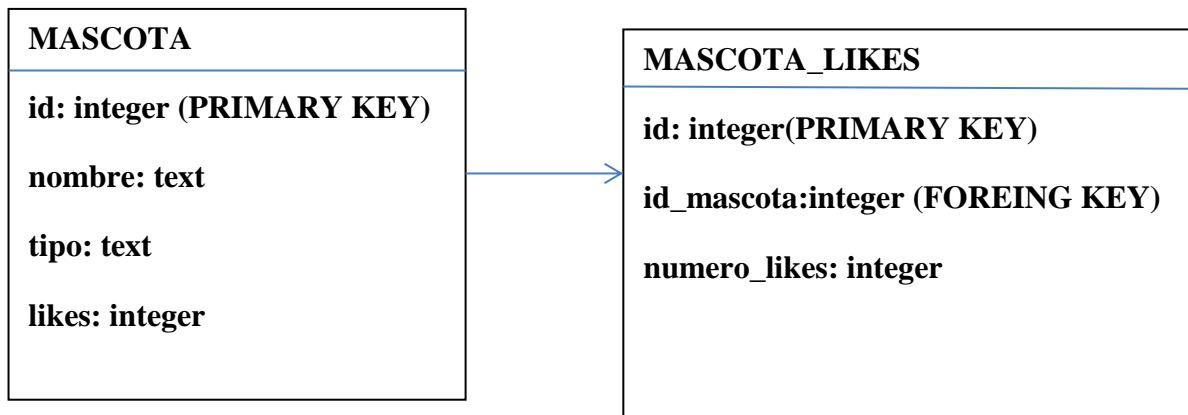 MASCOTA
id: integer (PRIMARY KEY)
nombre: text
tipo: text
likes: integer
MASCOTA_LIKES
id: integer(PRIMARY KEY)
id_mascota:integer (FOREING KEY)
numero_likes: integer